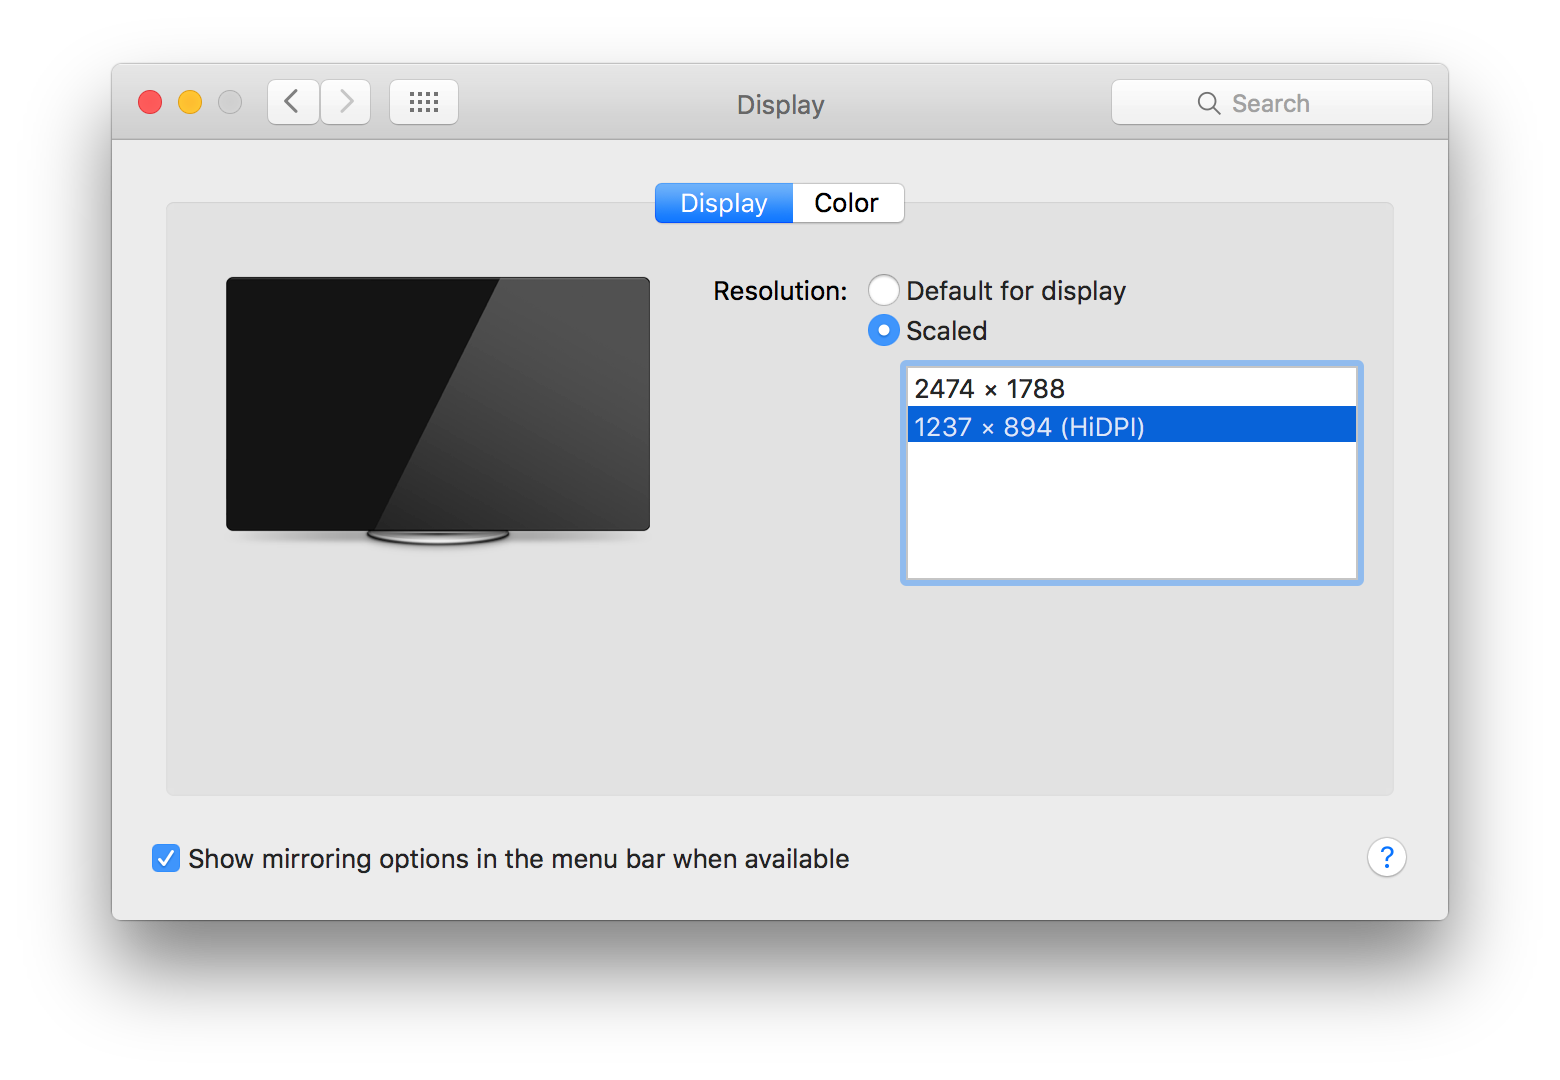 Display
Search
Display
Color
Resolution:
Default for display
Scaled
2474 × 1788
1237 × 894 (HiDPI)
Show mirroring options in the menu bar when available
?